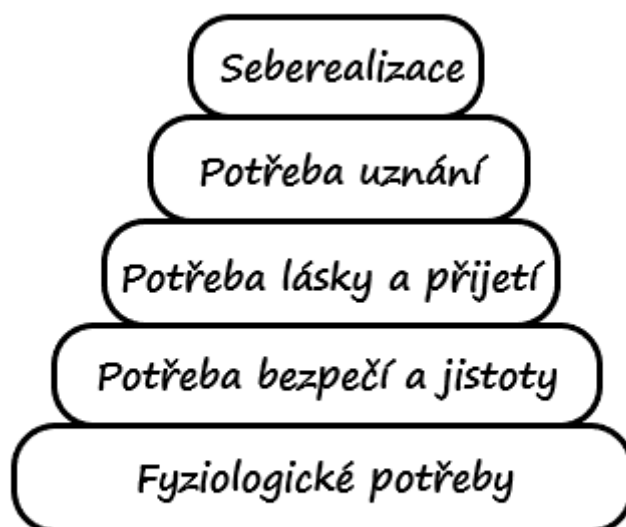 Seberealizace
Potřeba uznání
Potřeba lásky a přijetí
Potřeba bezpečí a jistoty
Fyziologické potřeby